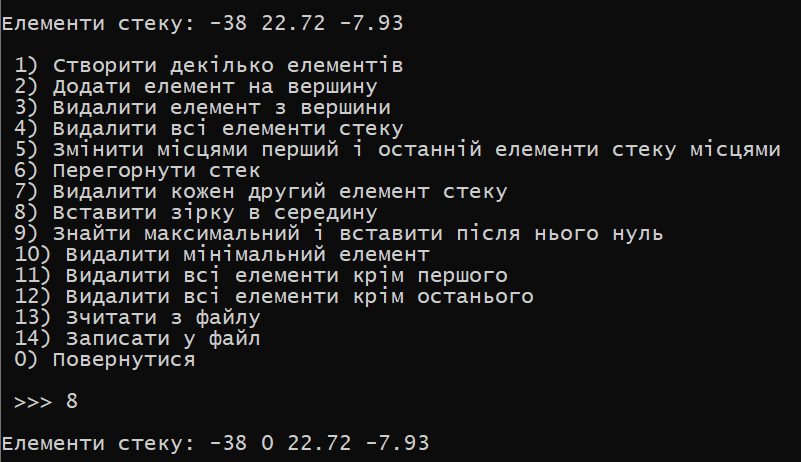 Елементи стеку: -38 22.72 -7.93
1) Створити декілька елементів
2) Додати елемент на вершину
3) Видалити елемент з вершини
4) Видалити всі елементи стеку
5) Змінити місцями перший і останній елементи стеку місцями
6) Перегорнути стек
7) Видалити кожен другий елемент стеку
8) Вставити зірку в середину
9) Знайти максимальний і вставити після нього нуль
10) Видалити мінімальний елемент
11) Видалити всі елементи крім першого
12) Видалити всі елементи крім останього
13) Зчитати з файлу
14) Записати у файл
0) Повернутися
>>> 8
Елементи стеку: -38 0 22.72 -7.93